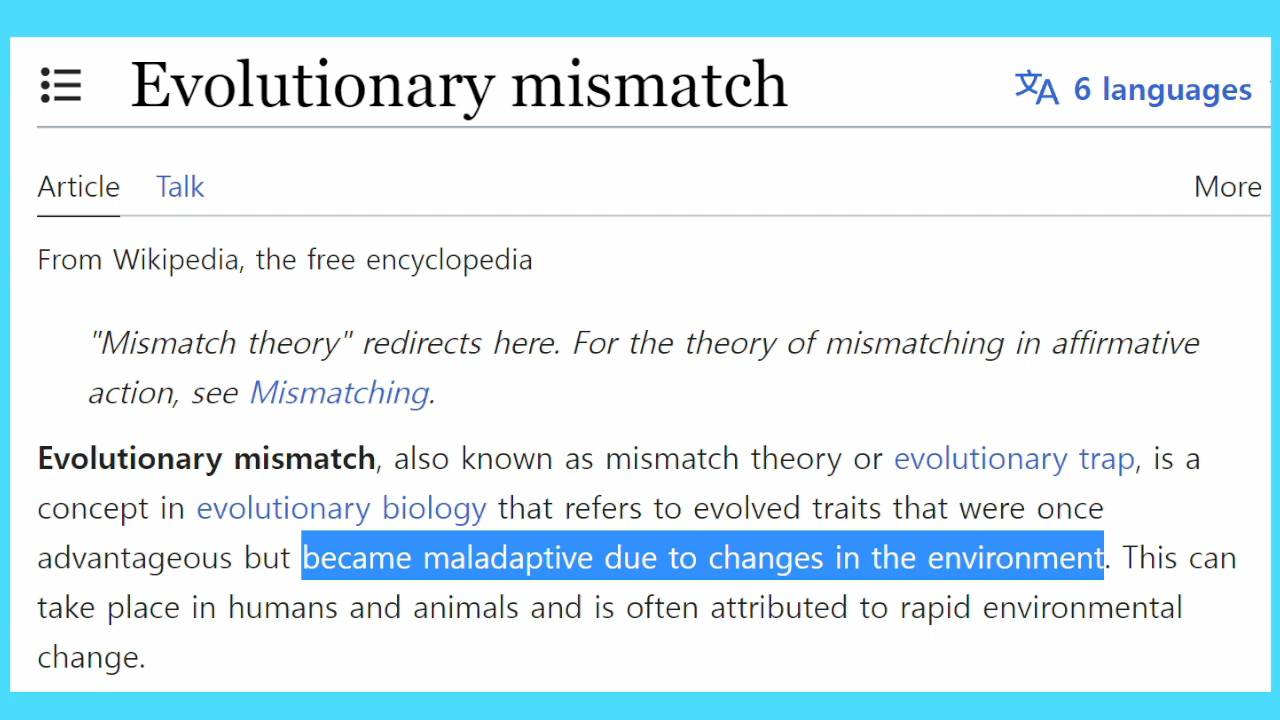 Evolutionary mismatch
6 languages
Article Talk More
From Wikipedia, the free encyclopedia
"Mismatch theory" redirects here. For the theory of mismatching in affirmative
action, see Mismatching.
Evolutionary mismatch, also known as mismatch theory or evolutionary trap, is a
concept in evolutionary biology that refers to evolved traits that were once
advantageous but became maladaptive due to changes in the environment. This can
take place in humans and animals and is often attributed to rapid environmental
change.